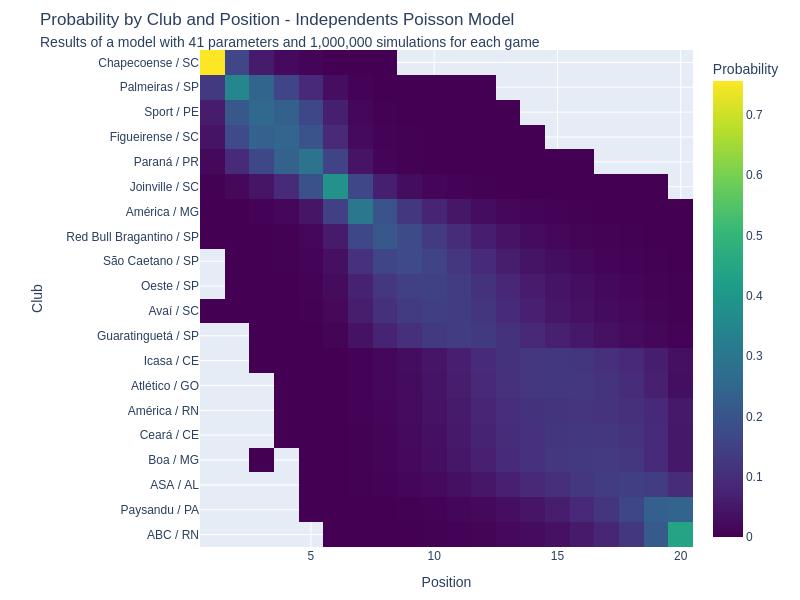 Probability by Club and Position - Independents Poisson Model
Results of a model with 41 parameters and 1,000,000 simulations for each game
Probability
Club
Chapecoense / SC
Palmeiras / SP
Sport / PE
Figueirense / SC
Paraná / PR
Joinville / SC
América / MG
Red Bull Bragantino / SP
São Caetano / SP
Oeste / SP
Avaí / SC
Guaratinguetá / SP
Icasa / CE
Atlético / GO
América / RN
Ceará / CE
Boa / MG
ASA / AL
Paysandu / PA
ABC / RN
0.7
0.6
0.5
0.4
0.3
0.2
0.1
0
5 10 15 20
Position